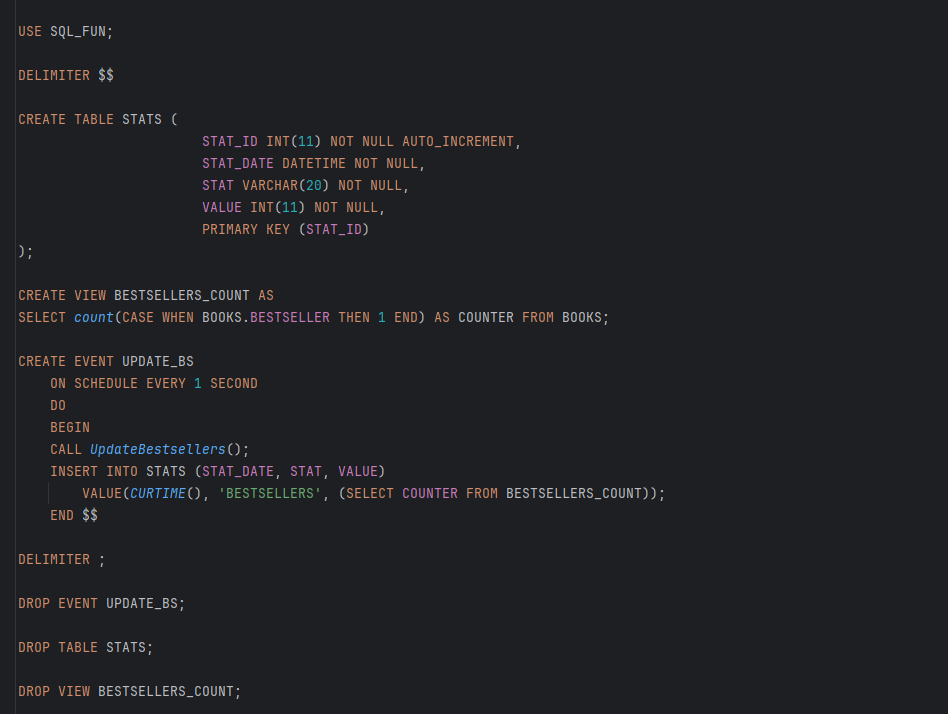 USE SQL_FUN;
DELIMITER $$
CREATE TABLE STATS (
STAT_ID INT(11) NOT NULL AUTO_INCREMENT,
STAT_DATE DATETIME NOT NULL,
STAT VARCHAR(20) NOT NULL,
VALUE INT(11) NOT NULL,
PRIMARY KEY (STAT_ID)
);
CREATE VIEW BESTSELLERS_COUNT AS
SELECT count(CASE WHEN BOOKS.BESTSELLER THEN 1 END) AS COUNTER FROM BOOKS;
CREATE EVENT UPDATE_BS
ON SCHEDULE EVERY 1 SECOND
DO
BEGIN
CALL UpdateBestsellers();
INSERT INTO STATS (STAT_DATE, STAT, VALUE)
VALUE(CURTIME(), 'BESTSELLERS', (SELECT COUNTER FROM BESTSELLERS_COUNT));
END $$
DELIMITER ;
DROP EVENT UPDATE_BS;
DROP TABLE STATS;
DROP VIEW BESTSELLERS_COUNT;